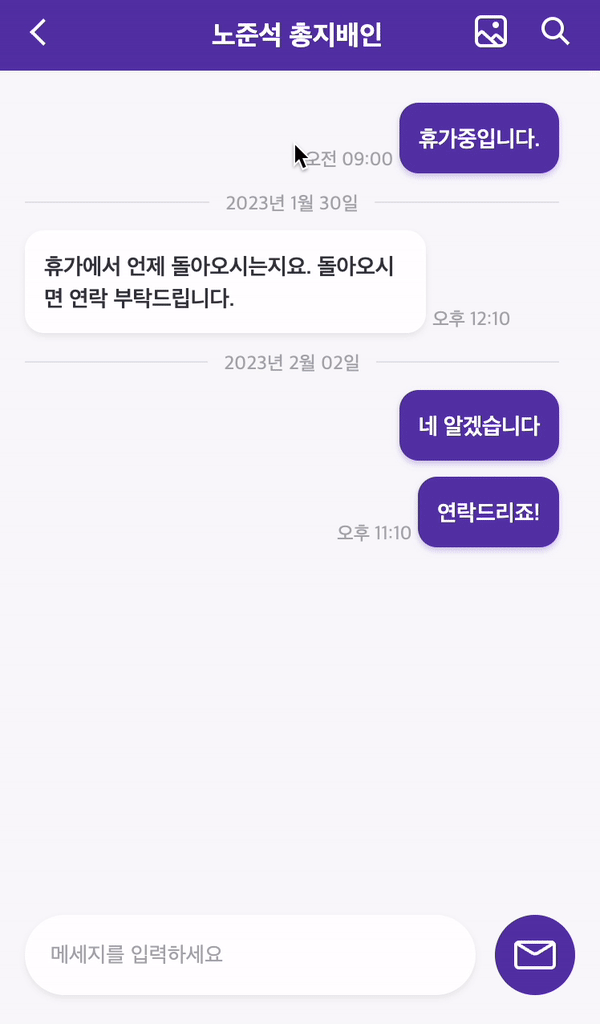 노준석 총지배인
휴가중입니다.
오전 09:00
2023년 1월 30일
휴가에서 언제 돌아오시는지요. 돌아오시
면 연락 부탁드립니다.
오후 12:10
2023년 2월 02일
네 알겠습니다
연락드리죠!
오후 11:10
메세지를 입력하세요